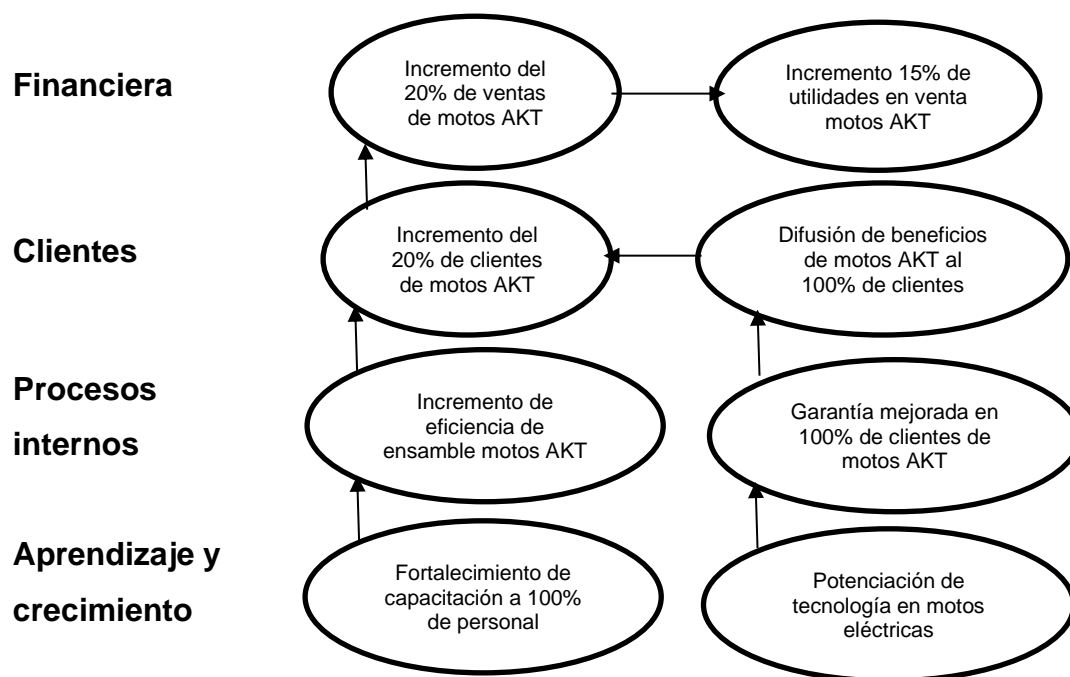 Financiera
Incremento del
20% de ventas
de motos AKT
Incremento 15% de
utilidades en venta
motos AKT
Clientes
Incremento del
20% de clientes
de motos AKT
Difusión de beneficios
de motos AKT al
100% de clientes
Procesos
internos
Incremento de
eficiencia de
ensamble motos AKT
Garantía mejorada en
100% de clientes de
motos AKT
Aprendizaje y
crecimiento
Fortalecimiento de
capacitación a 100%
de personal
Potenciación de
tecnología en motos
eléctricas